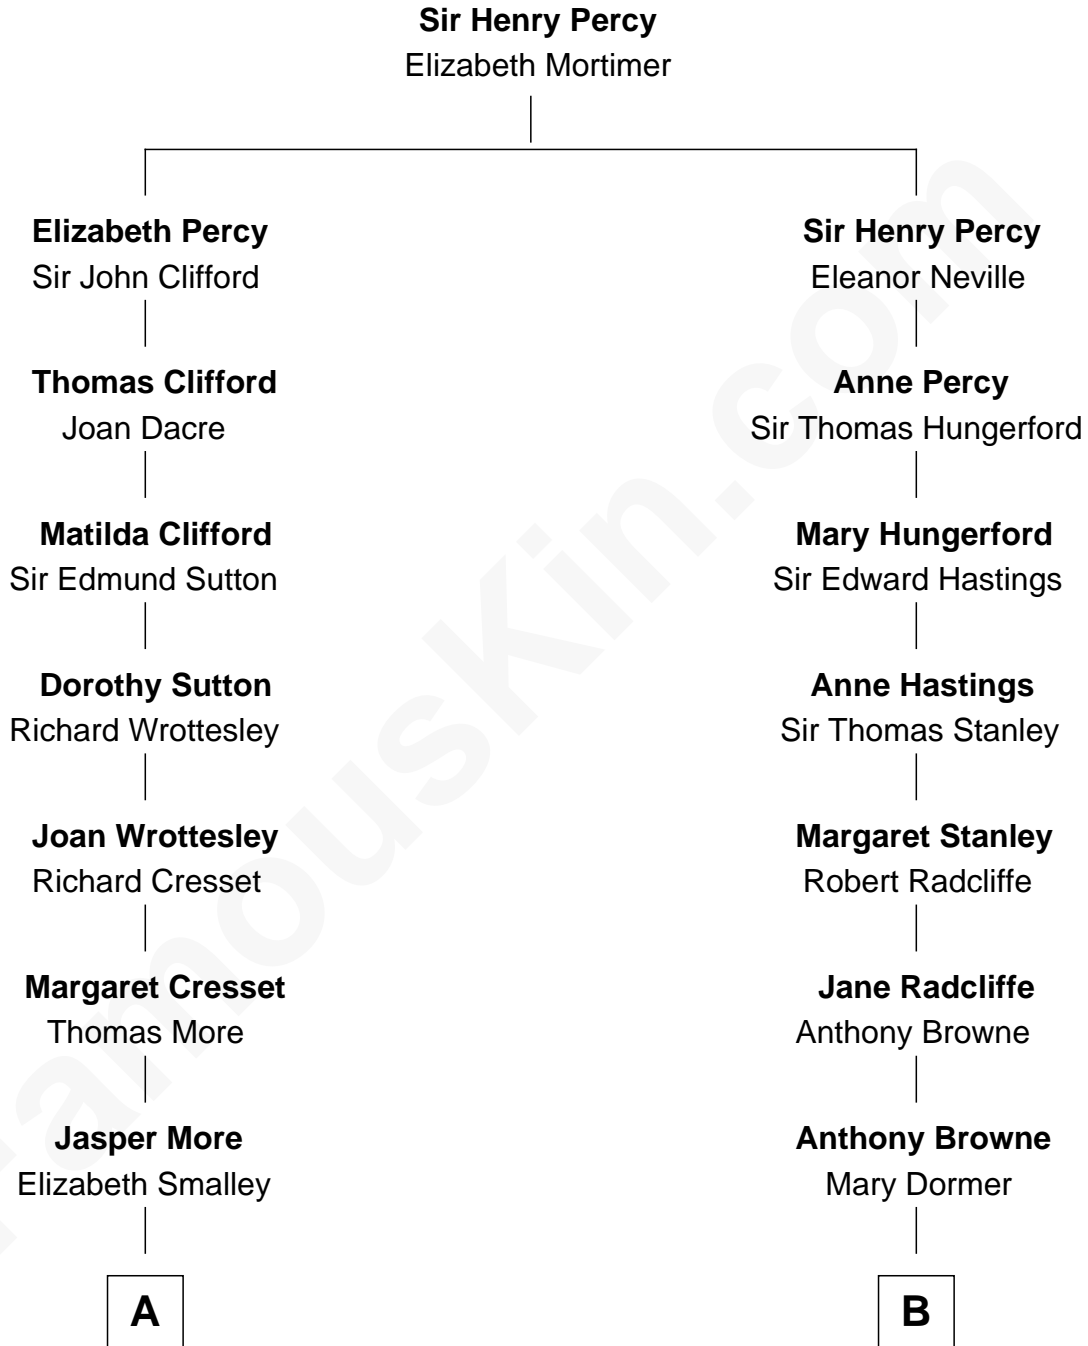 Sir Henry Percy
Elizabeth Mortimer
Elizabeth Percy
Sir John Clifford
Sir Henry Percy
Eleanor Neville
Thomas Clifford
Joan Dacre
Anne Percy
Sir Thomas Hungerford
Matilda Clifford
Sir Edmund Sutton
Mary Hungerford
Sir Edward Hastings
Dorothy Sutton
Richard Wrottesley
Anne Hastings
Sir Thomas Stanley
Joan Wrottesley
Richard Cresset
Margaret Stanley
Robert Radcliffe
Margaret Cresset
Thomas More
Jane Radcliffe
Anthony Browne
Jasper More
Elizabeth Smalley
Anthony Browne
Mary Dormer
A
B
FamousKin.com